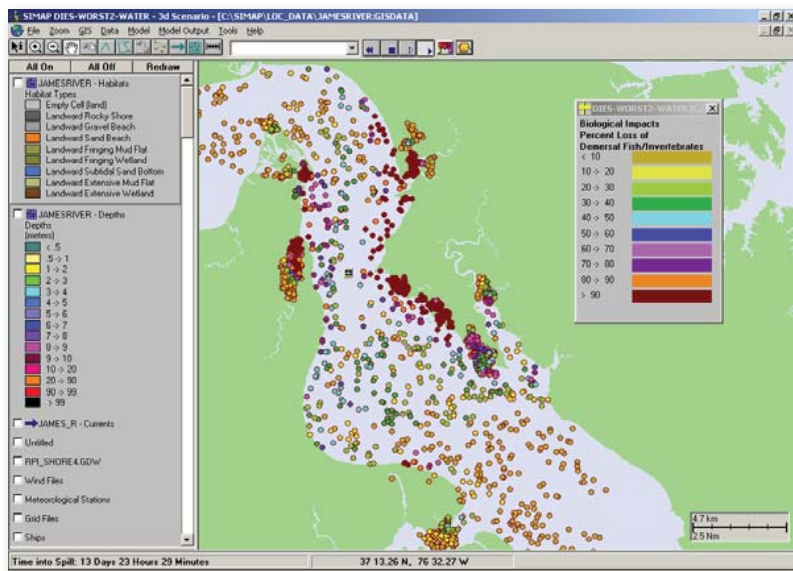 SIMAP DIES-WORST2-WATER - 3d Scenario - [C:\SIMAP\LOC_DATA\JAMESRIVER:GISDATA]
File Zoom GIS Data Model Model Output Tools Help
All On All Off Redraw
JAMESRIVER - Habitats
Habitat Types
Empty Cell (land)
Landward Rocky Shore
Landward Gravel Beach
Landward Sand Beach
Landward Fringing Mud Flat
Landward Fringing Wetland
Landward Subtidal Sand Bottom
Landward Extensive Mud Flat
Landward Extensive Wetland
JAMESRIVER - Depths
Depths
(meters)
< .5
.5 -> 1
1 -> 2
2 -> 3
3 -> 4
4 -> 5
5 -> 6
6 -> 7
7 -> 8
8 -> 9
9 -> 10
10 -> 20
20 -> 90
90 -> 99
> 99
JAMES_R - Currents
Untitled
RPI_SHORE4.GDW
Wind Files
Meteorological Stations
Grid Files
Ships
DIES-WORST2-WATER
Biological Impacts
Percent Loss of
Demersal Fish/Invertebrates
< 10
10 -> 20
20 -> 30
30 -> 40
40 -> 50
50 -> 60
60 -> 70
70 -> 80
80 -> 90
> 90
4.7 km
2.5 Nm
Time into Spill: 13 Days 23 Hours 29 Minutes
37 13.26 N, 76 32.27 W